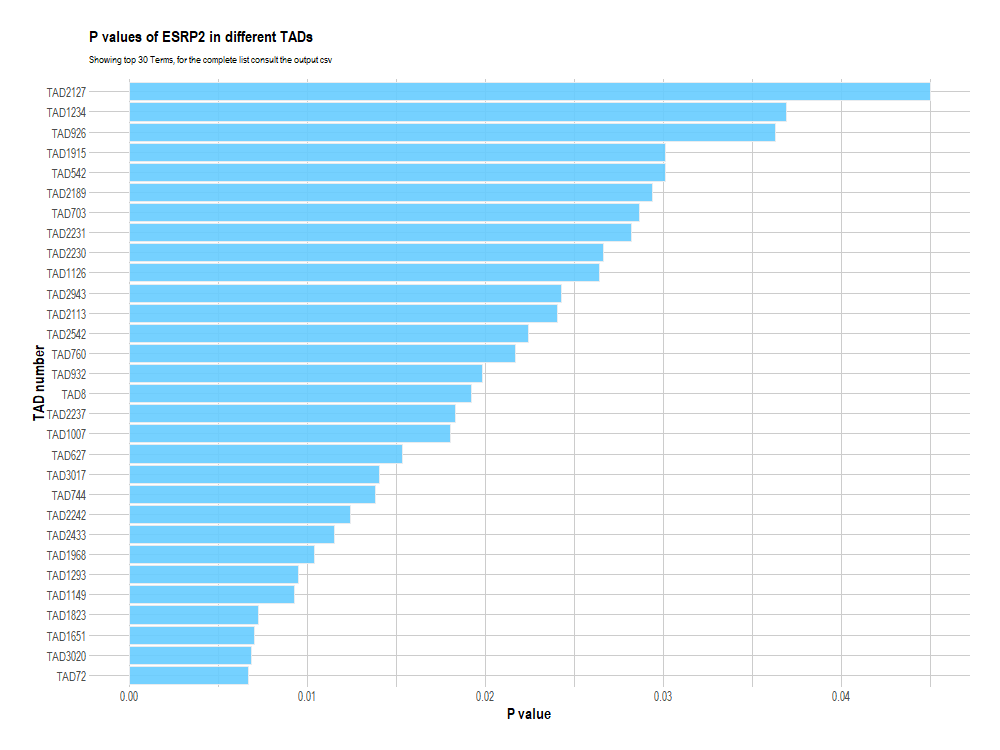 P values of ESRP2 in different TADs
Showing top 30 Terms, for the complete list consult the output csv
TAD2127
TAD1234
TAD926
TAD1915
TAD542
TAD2189
TAD703
TAD2231
TAD2230
TAD1126
TAD2943
TAD2113
TAD2542
TAD760
TAD932
TAD8
TAD2237
TAD1007
TAD627
TAD3017
TAD744
TAD2242
TAD2433
TAD1968
TAD1293
TAD1149
TAD1823
TAD1651
TAD3020
TAD72
TAD number
0.00 0.01 0.02 0.03 0.04
P value